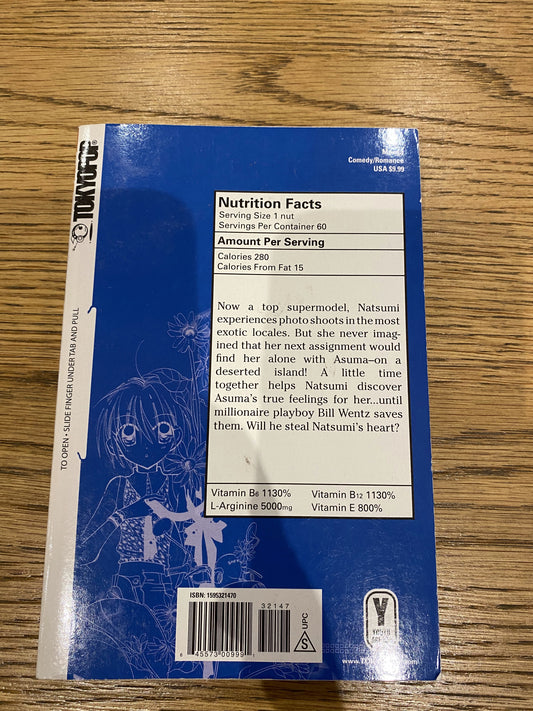 TOKYOPOP®
TO OPEN • SLIDE FINGER UNDER TAB AND PULL
Comedy/Romance
USA $9.99
Nutrition Facts
Serving Size 1 nut
Servings Per Container 60
Amount Per Serving
Calories 280
Calories From Fat 15
Now a top supermodel, Natsumi
experiences photo shoots in the most
exotic locales. But she never imag-
ined that her next assignment would
find her alone with Asuma–on a
deserted island! A little time
together helps Natsumi discover
Asuma's true feelings for her...until
millionaire playboy Bill Wentz saves
them. Will he steal Natsumi's heart?
Vitamin B6 1130% Vitamin B12 1130%
L-Arginine 5000mg Vitamin E 800%
ISBN: 1595321470
32147
6 45573 00999 1
S UPC
Y
YOUTH